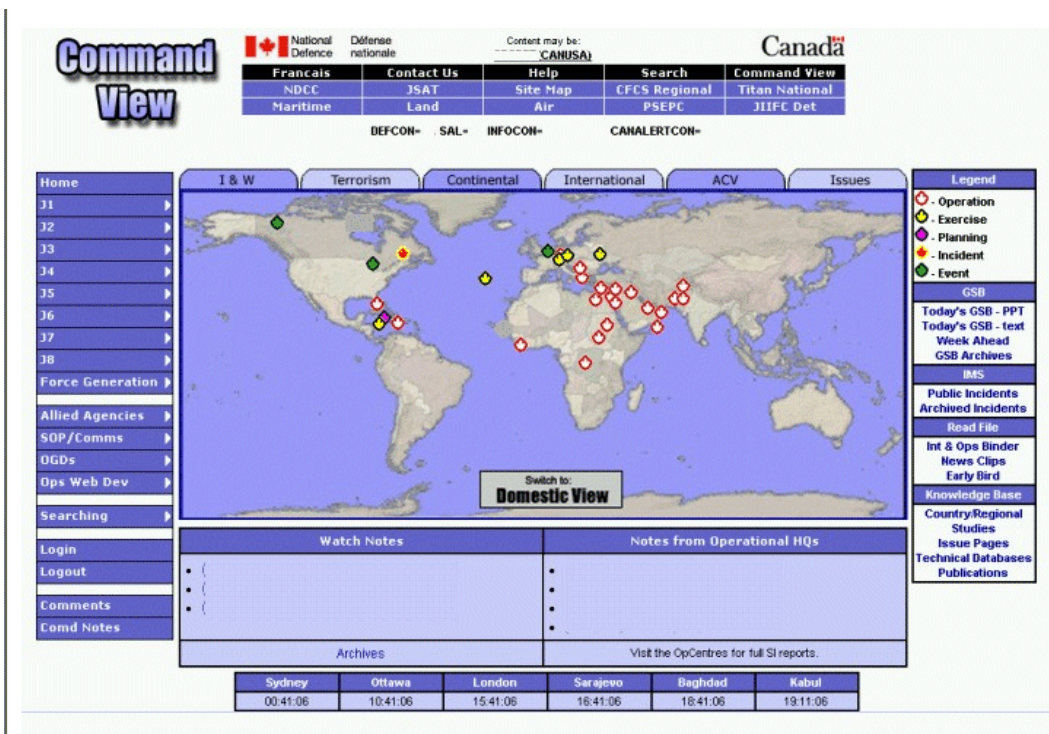 Command
View
National
Defence
Défense
nationale
Content may be:
(CANUSA)
Canada
Francais Contact Us Help Search Command View
NDCC JSAT Site Map CFCS Regional Titan National
Maritime Land Air PSEPC JIIFC Det
DEFCON= SAL= INFOCON= CANALERTCON=
Home
J1
J2
J3
J4
J5
J6
J7
J8
Force Generation
Allied Agencies
SOP/Comms
OGDs
Ops Web Dev
Searching
Login
Logout
Comments
Comd Notes
I & W Terrorism Continental International ACV Issues
Switch to:
Domestic View
Legend
- Operation
- Exercise
- Planning
- Incident
- Event
GSB
Today's GSB - PPT
Today's GSB - text
Week Ahead
GSB Archives
IMS
Public Incidents
Archived Incidents
Read File
Int & Ops Binder
News Clips
Early Bird
Knowledge Base
Country/Regional
Studies
Issue Pages
Technical Databases
Publications
Watch Notes Notes from Operational HQs
• (
• (
• (
•
•
•
•
Archives Visit the OpCentres for full SI reports.
Sydney Ottawa London Sarajevo Baghdad Kabul
00:41:06 10:41:06 15:41:06 16:41:06 18:41:06 19:11:06